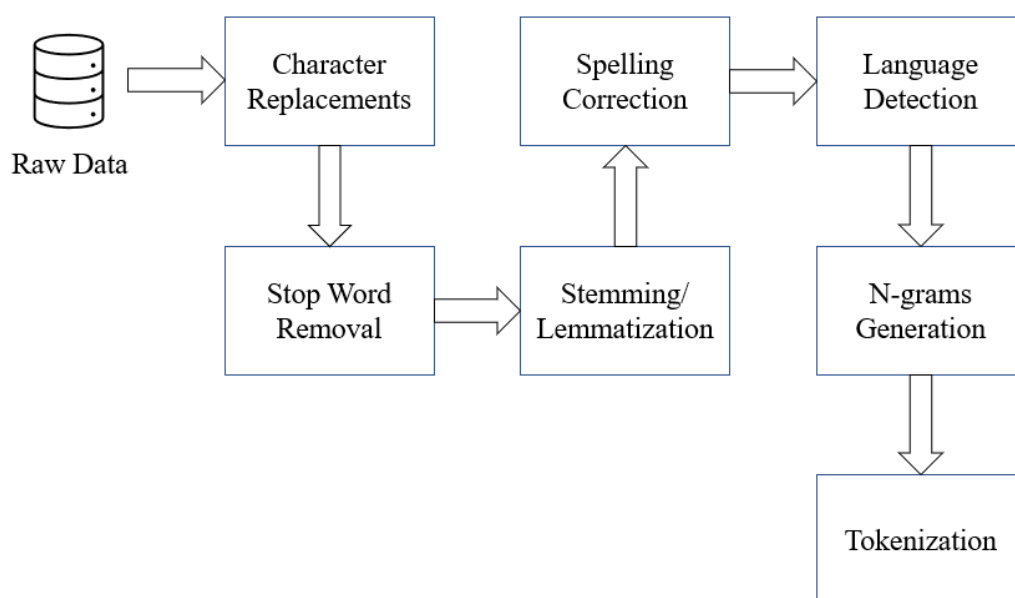 Raw Data
Character
Replacements
Stop Word
Removal
Stemming/
Lemmatization
Spelling
Correction
Language
Detection
N-grams
Generation
Tokenization